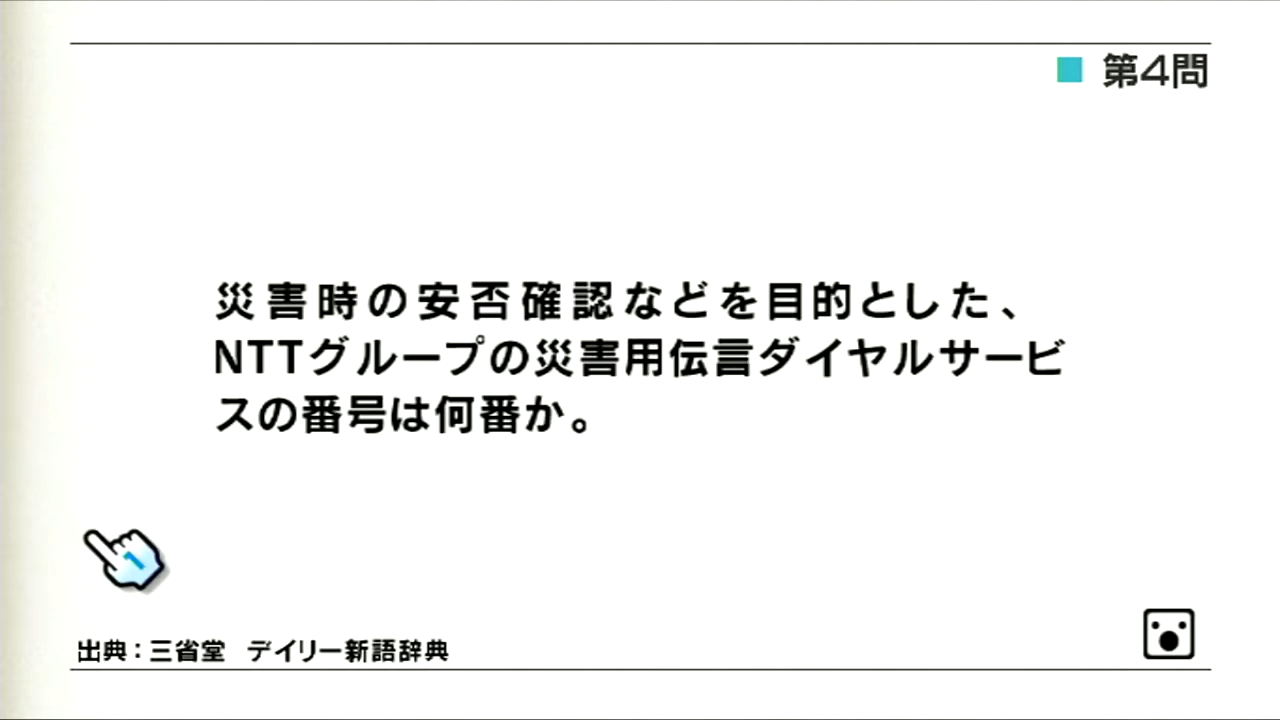 ■ 第4問
災害時の安否確認などを目的とした、
NTTグループの災害用伝言ダイヤルサービ
スの番号は何番か。
1
出典：三省堂　デイリー新語辞典